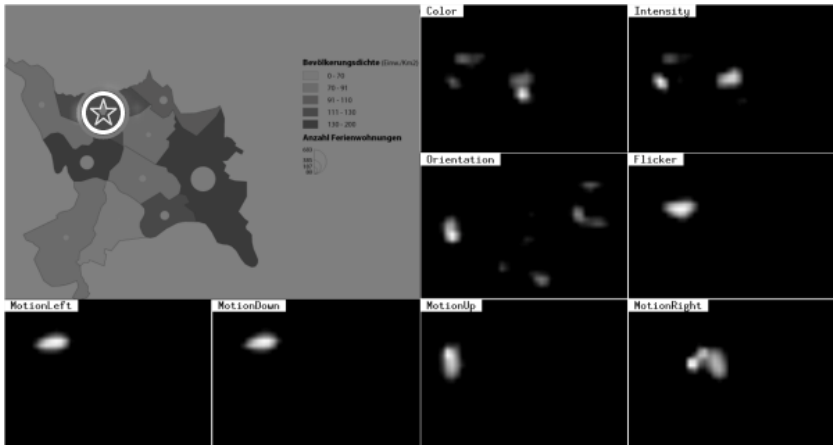 Color
Intensity
Bevölkerungsdichte (Einw./Km2)
0 - 70
70 - 91
91 - 110
111 - 130
130 - 200
Anzahl Ferienwohnungen
Orientation
Flicker
MotionLeft
MotionDown
MotionUp
MotionRight